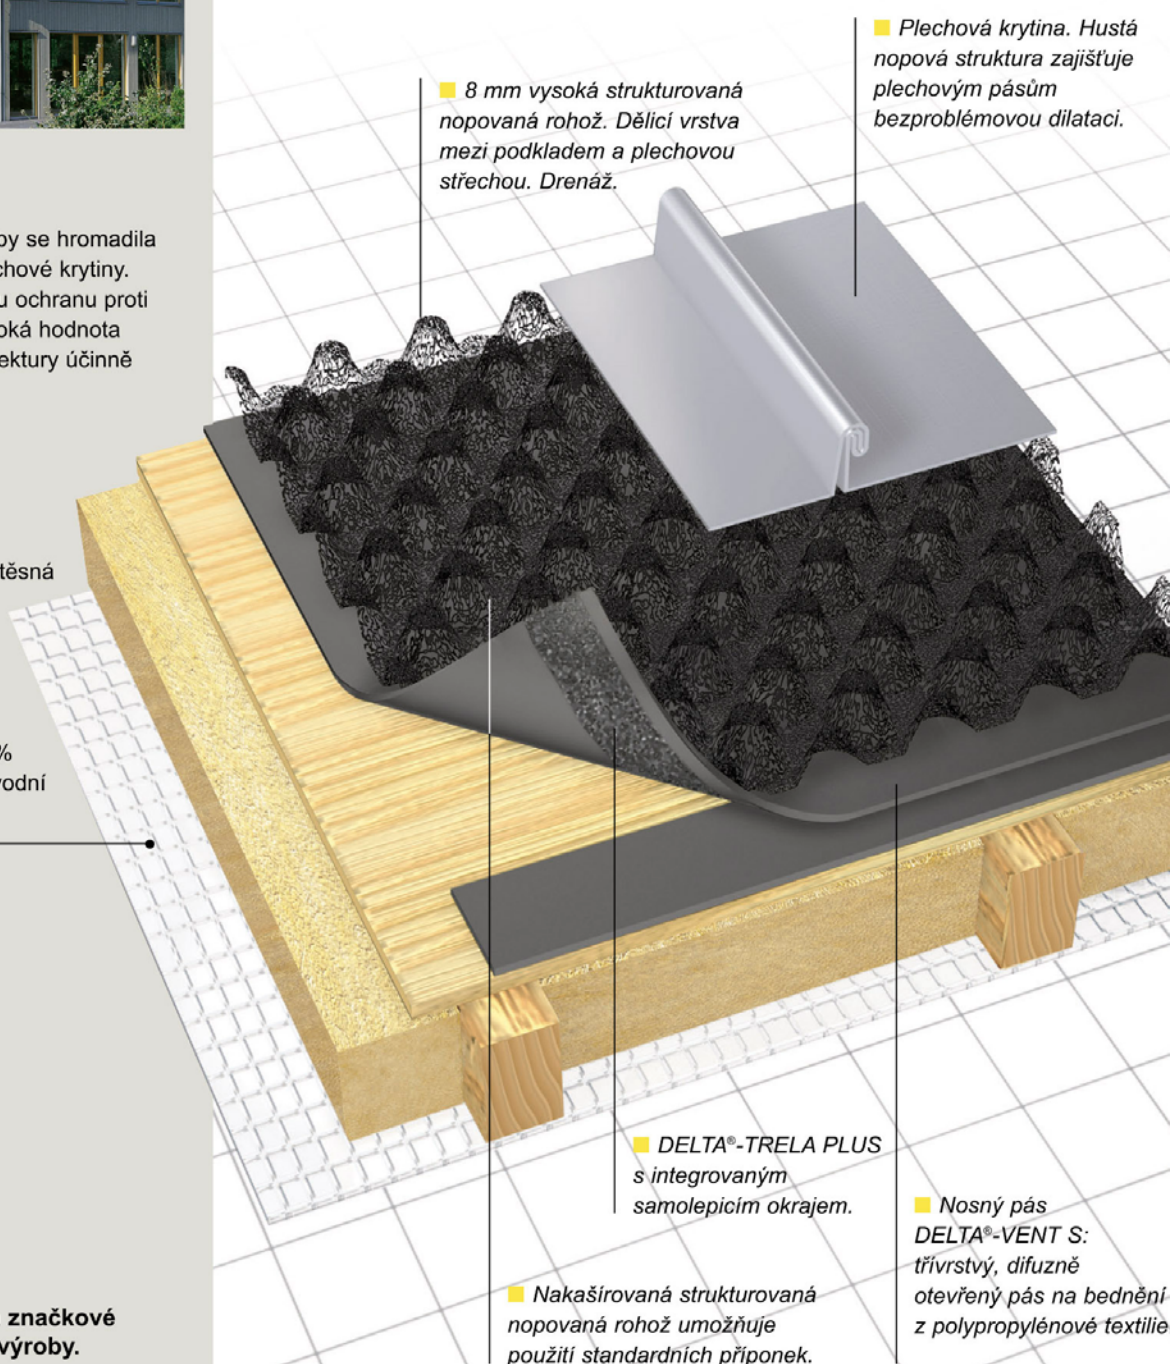 by se hromadila
chové krytiny.
u ochranu proti
oká hodnota
ektury účinně
těsná
%
vodní
značkové
výroby.
8 mm vysoká strukturovaná
nopovaná rohož. Dělicí vrstva
mezi podkladem a plechovou
střechou. Drenáž.
Plechová krytina. Hustá
nopová struktura zajišťuje
plechovým pásům
bezproblémovou dilataci.
DELTA®-TRELA PLUS
s integrovaným
samolepicím okrajem.
Nosný pás
DELTA®-VENT S:
třívrstvý, difuzně
otevřený pás na bednění
z polypropylénové textilie
Nakašírovaná strukturovaná
nopovaná rohož umožňuje
použití standardních příponek.